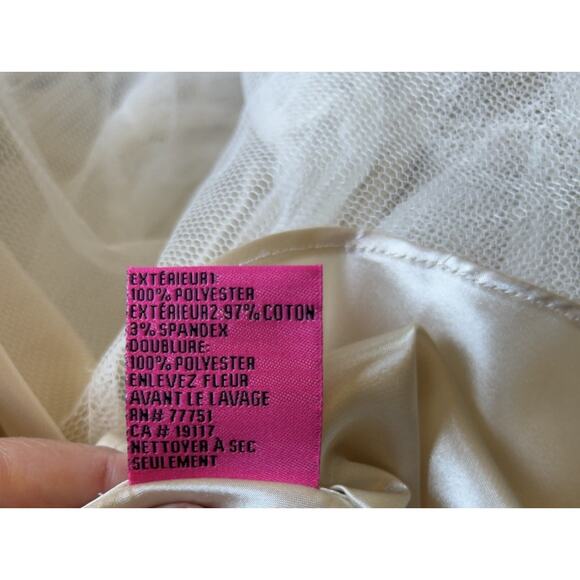 EXTÉRIEUR1:
100% POLYESTER
EXTÉRIEUR2:97% COTON
3% SPANDEX
DOUBLURE:
100% POLYESTER
ENLEVEZ FLEUR
AVANT LE LAVAGE
RN# 77751
CA # 19117
NETTOYER À SEC
SEULEMENT